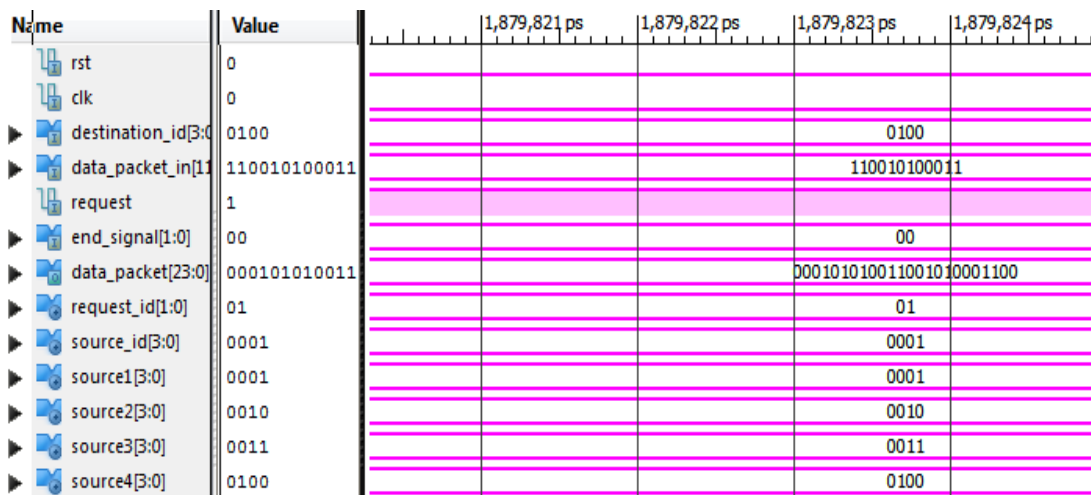 Name Value 1,879,821 ps 1,879,822 ps 1,879,823 ps 1,879,824 ps
rst 0
clk 0
destination_id[3:0 0100 0100
data_packet_in[11 110010100011 110010100011
request 1
end_signal[1:0] 00 00
data_packet[23:0] 000101010011 000101010011001010001100
request_id[1:0] 01 01
source_id[3:0] 0001 0001
source1[3:0] 0001 0001
source2[3:0] 0010 0010
source3[3:0] 0011 0011
source4[3:0] 0100 0100